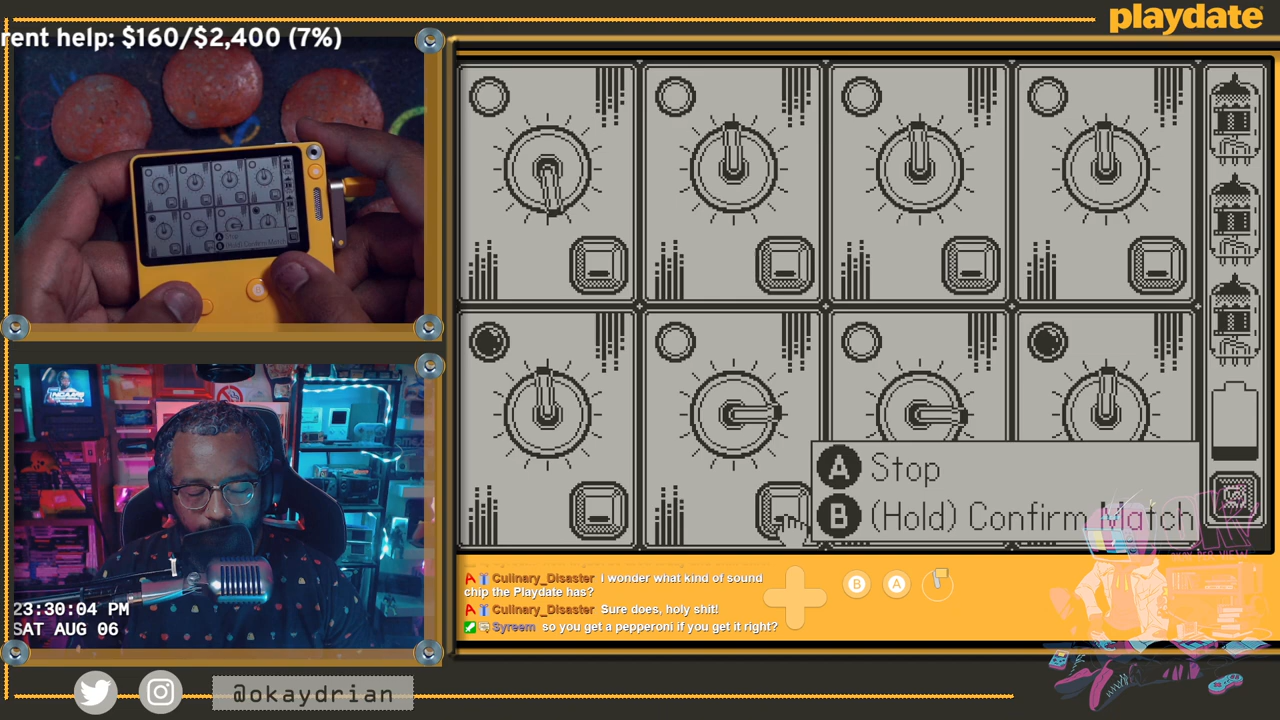 playdate
rent help: $160/$2,400 (7%)
A Stop
B (Hold) Confirm Match
Culinary_Disaster I wonder what kind of sound
chip the Playdate has?
Culinary_Disaster Sure does, holy shit!
Syreem so you get a pepperoni if you get it right?
B A
23:30:04 PM
SAT AUG 06
@okaydrian